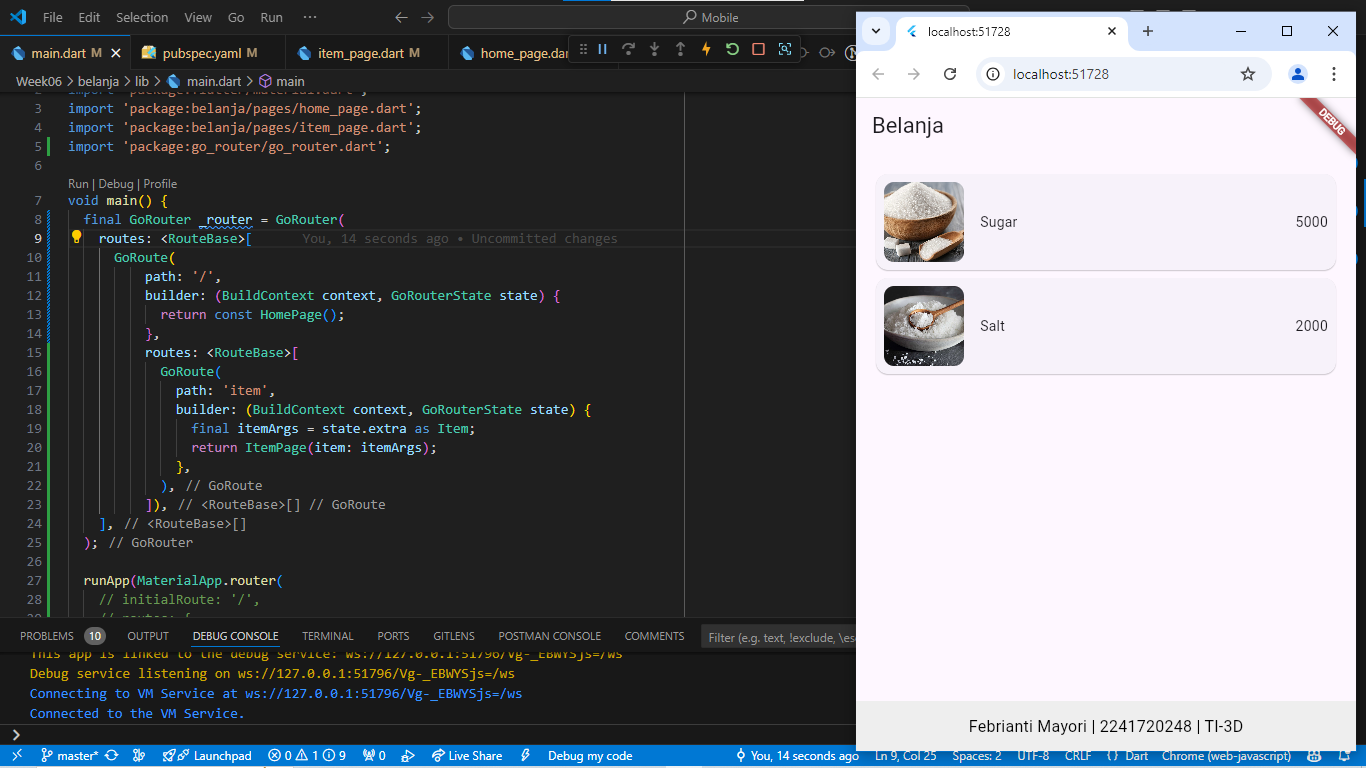 File Edit Selection View Go Run ··· Mobile
main.dart M pubspec.yaml M item_page.dart M home_page.da
Week06 > belanja > lib > main.dart > main
2 import 'package:flutter/material.dart';
3 import 'package:belanja/pages/home_page.dart';
4 import 'package:belanja/pages/item_page.dart';
5 import 'package:go_router/go_router.dart';
6
Run | Debug | Profile
7 void main() {
8 final GoRouter _router = GoRouter(
9 routes: <RouteBase>[ You, 14 seconds ago • Uncommitted changes
10 GoRoute(
11 path: '/',
12 builder: (BuildContext context, GoRouterState state) {
13 return const HomePage();
14 },
15 routes: <RouteBase>[
16 GoRoute(
17 path: 'item',
18 builder: (BuildContext context, GoRouterState state) {
19 final itemArgs = state.extra as Item;
20 return ItemPage(item: itemArgs);
21 },
22 ), // GoRoute
23 ]), // <RouteBase>[] // GoRoute
24 ], // <RouteBase>[]
25 ); // GoRouter
26
27 runApp(MaterialApp.router(
28 // initialRoute: '/',
29 // routes: {
PROBLEMS 10 OUTPUT DEBUG CONSOLE TERMINAL PORTS GITLENS POSTMAN CONSOLE COMMENTS Filter (e.g. text, !exclude, \es
This app is linked to the debug service: ws://127.0.0.1:51796/Vg-_EBWYSjs=/ws
Debug service listening on ws://127.0.0.1:51796/Vg-_EBWYSjs=/ws
Connecting to VM Service at ws://127.0.0.1:51796/Vg-_EBWYSjs=/ws
Connected to the VM Service.
>
master* Launchpad 0 1 9 0 Live Share Debug my code You, 14 seconds ago Ln 9, Col 25 Spaces: 2 UTF-8 CRLF {} Dart Chrome (web-javascript)
localhost:51728
localhost:51728
Belanja
DEBUG
Sugar 5000
Salt 2000
Febrianti Mayori | 2241720248 | TI-3D